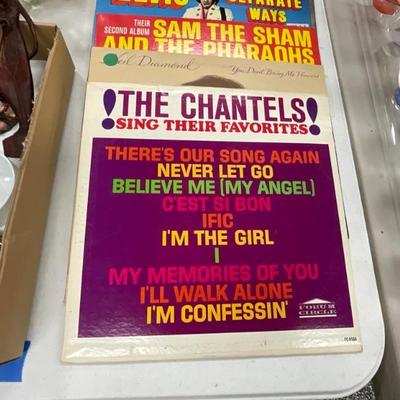 ELVIS
SEPARATE
WAYS
THEIR
SECOND ALBUM
SAM THE SHAM
AND THE PHARAOHS
Neil Diamond
You Don't Bring Me Flowers
!THE CHANTELS!
SING THEIR FAVORITES
THERE'S OUR SONG AGAIN
NEVER LET GO
BELIEVE ME (MY ANGEL)
C'EST SI BON
IFIC
I'M THE GIRL
I
MY MEMORIES OF YOU
I'LL WALK ALONE
I'M CONFESSIN'
FORUM
CIRCLE